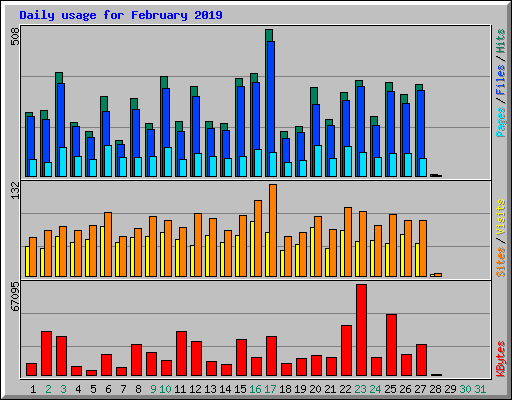 Daily usage for February 2019
508
Pages / Files / Hits
132
Sites / Visits
67095
KBytes
1 2 3 4 5 6 7 8 9 10 11 12 13 14 15 16 17 18 19 20 21 22 23 24 25 26 27 28 29 30 31